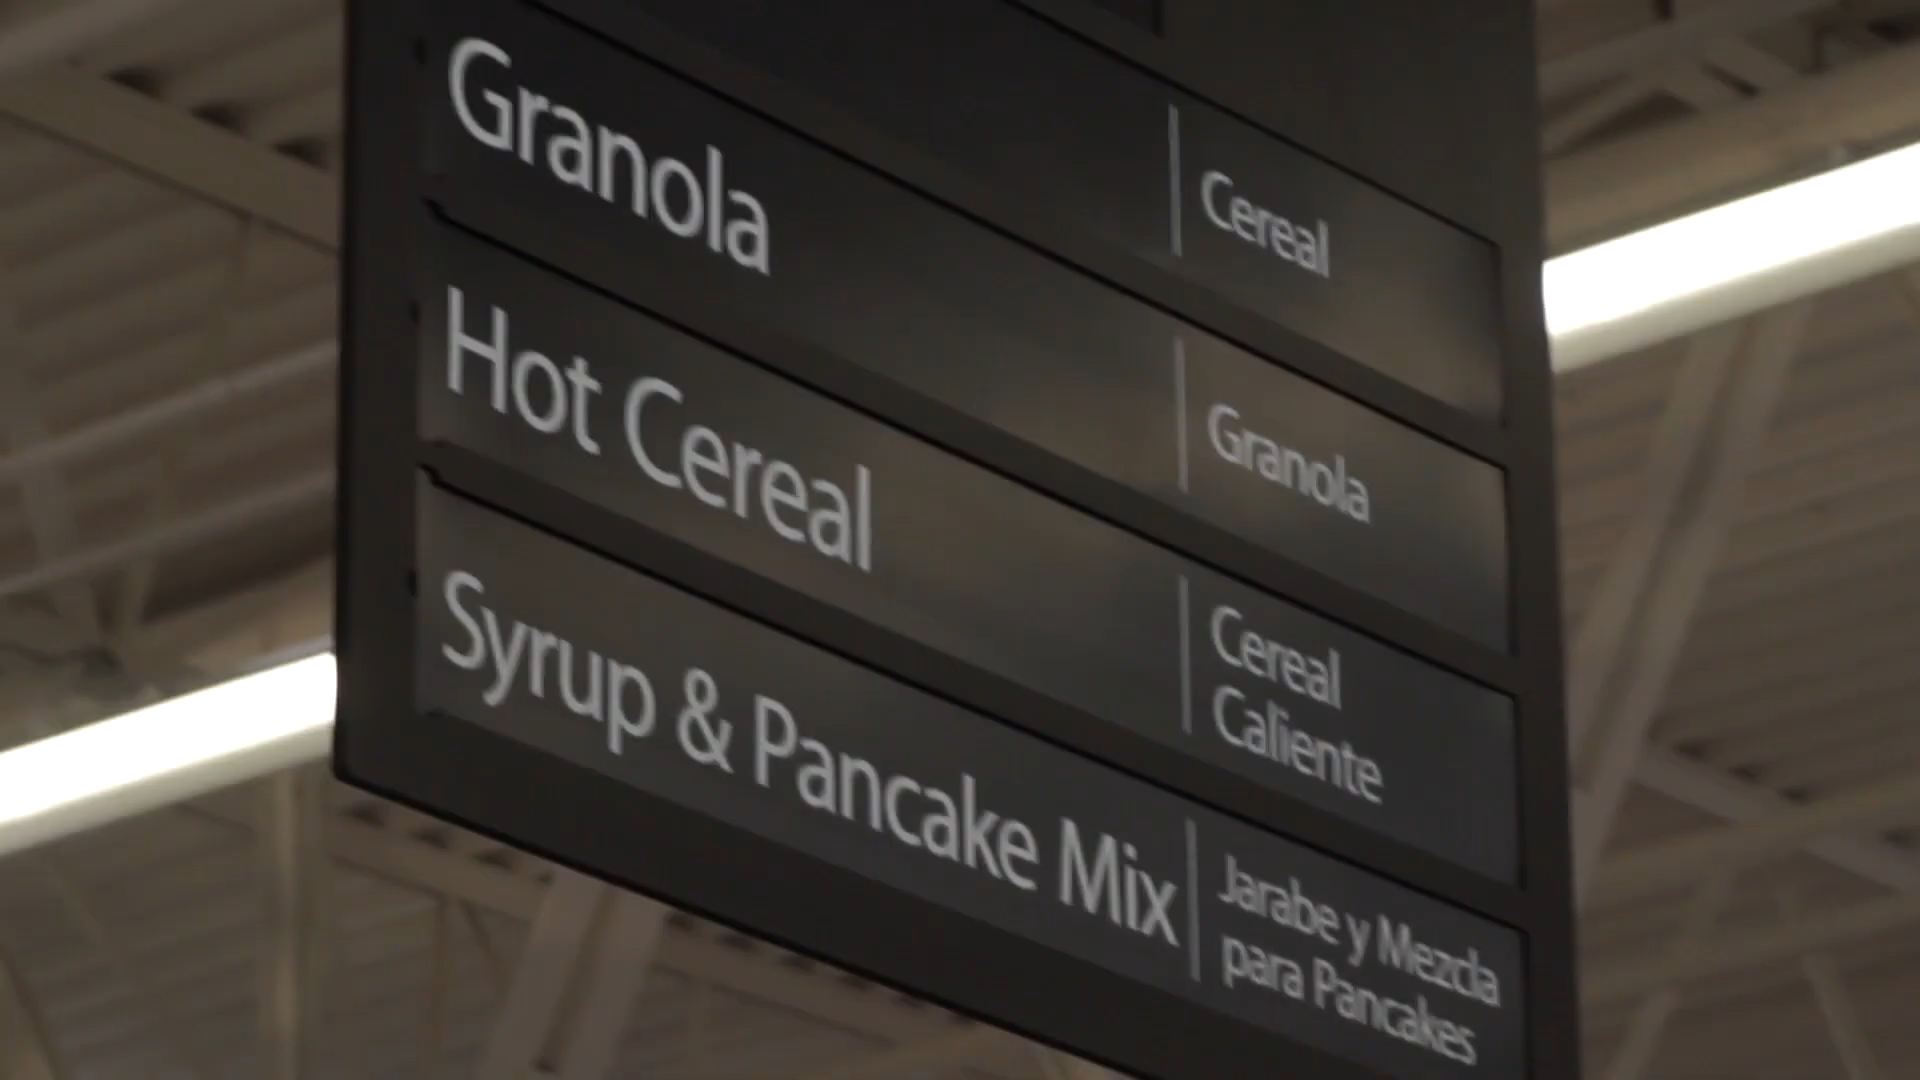 Cereal
Granola
Granola
Hot Cereal
Cereal
Caliente
Syrup & Pancake Mix
Jarabe y Mezcla
para Pancakes